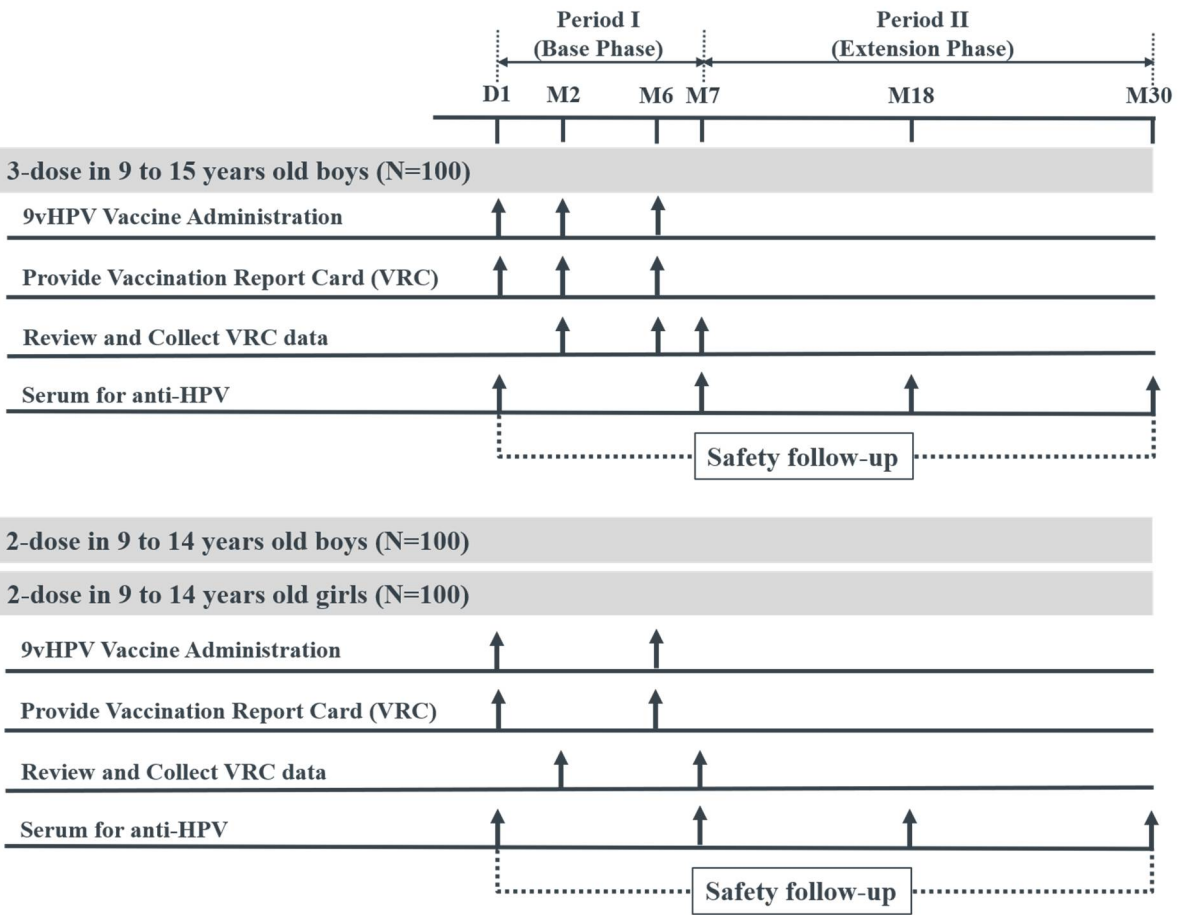 Period I
(Base Phase)
Period II
(Extension Phase)
D1 M2 M6 M7 M18 M30
3-dose in 9 to 15 years old boys (N=100)
9vHPV Vaccine Administration
Provide Vaccination Report Card (VRC)
Review and Collect VRC data
Serum for anti-HPV
Safety follow-up
2-dose in 9 to 14 years old boys (N=100)
2-dose in 9 to 14 years old girls (N=100)
9vHPV Vaccine Administration
Provide Vaccination Report Card (VRC)
Review and Collect VRC data
Serum for anti-HPV
Safety follow-up